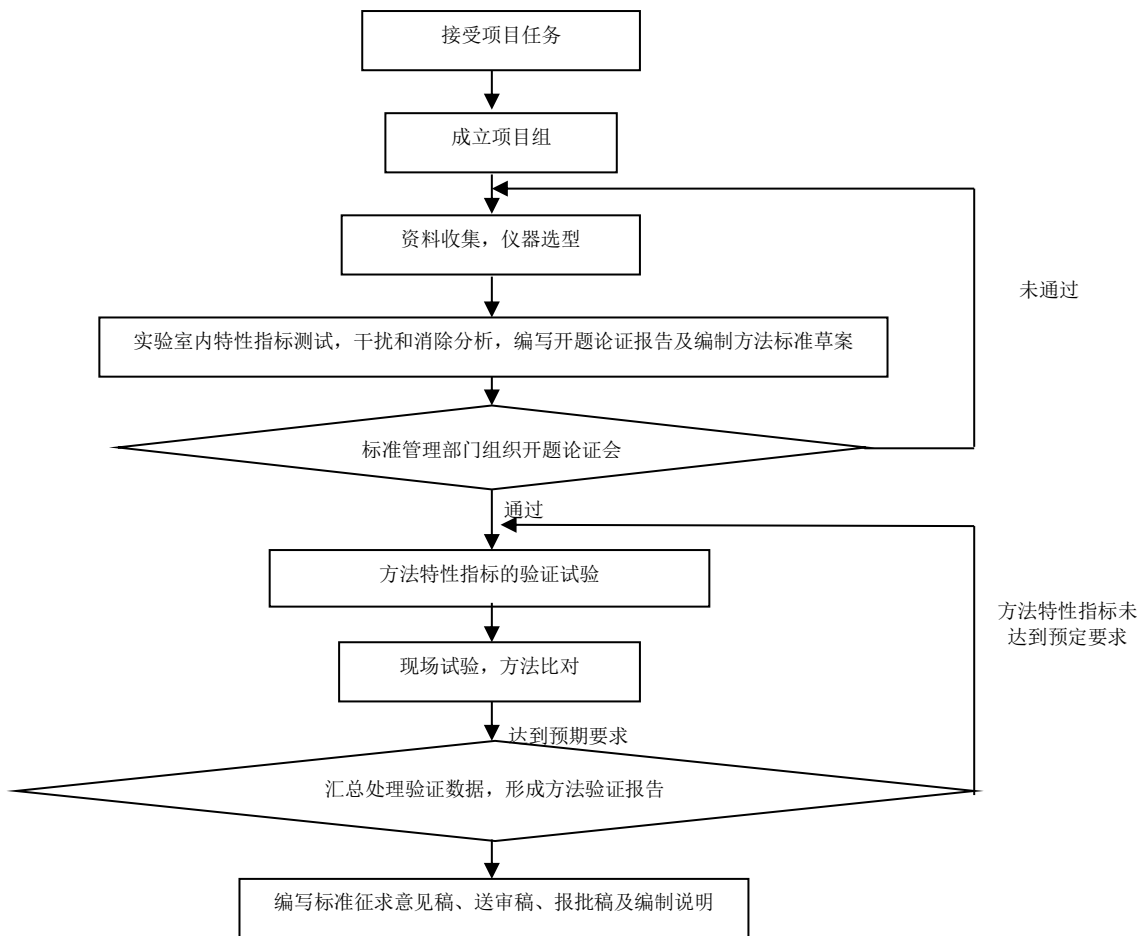 接受项目任务
成立项目组
资料收集，仪器选型
未通过
实验室内特性指标测试，干扰和消除分析，编写开题论证报告及编制方法标准草案
标准管理部门组织开题论证会
通过
方法特性指标的验证试验
方法特性指标未
达到预定要求
现场试验，方法比对
达到预期要求
汇总处理验证数据，形成方法验证报告
编写标准征求意见稿、送审稿、报批稿及编制说明